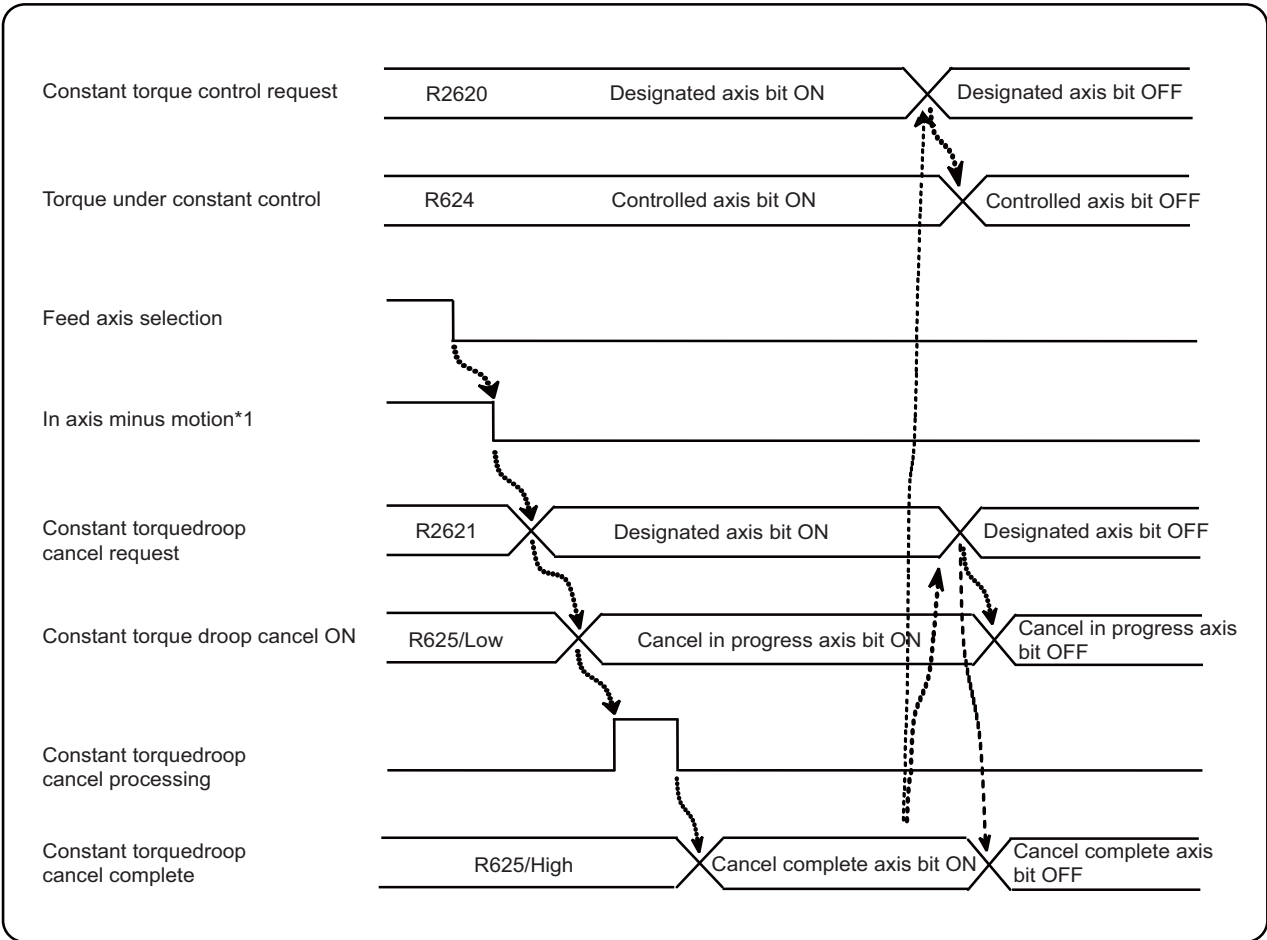 Constant torque control request
R2620
Designated axis bit ON
Designated axis bit OFF
Torque under constant control
R624
Controlled axis bit ON
Controlled axis bit OFF
Feed axis selection
In axis minus motion*1
Constant torquedroop
cancel request
R2621
Designated axis bit ON
Designated axis bit OFF
Constant torque droop cancel ON
R625/Low
Cancel in progress axis bit ON
Cancel in progress axis
bit OFF
Constant torquedroop
cancel processing
Constant torquedroop
cancel complete
R625/High
Cancel complete axis bit ON
Cancel complete axis
bit OFF